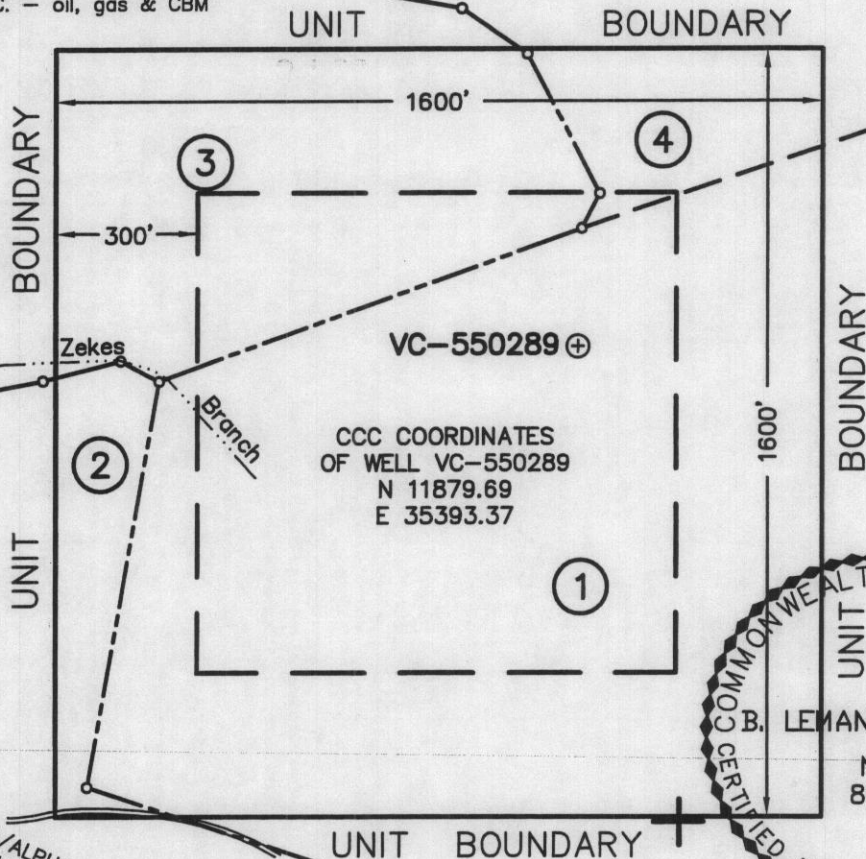 C. – oil, gas & CBM
UNIT BOUNDARY
1600'
3
4
BOUNDARY
300'
VC–550289
Zekes
Branch
BOUNDARY
1600'
2
CCC COORDINATES
OF WELL VC–550289
N 11879.69
E 35393.37
UNIT
1
COMMONWEALT
UNIT
B. LEMAN
CERTIFIED
8
UNIT BOUNDARY